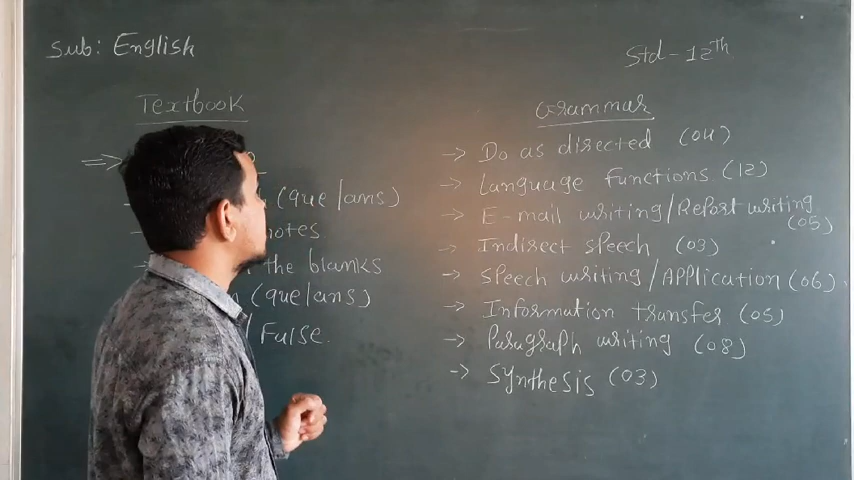 Sub: English
Std - 12th
Textbook
⇒
(que/ans)
notes
the blanks
(que/ans)
/ False.
Grammar
→ Do as directed (04)
→ Language functions (12)
→ E-mail writing/Report writing
(05)
→ Indirect speech (03)
→ Speech writing/Application (06)
→ Information transfer (05)
→ Paragraph writing (08)
→ Synthesis (03)